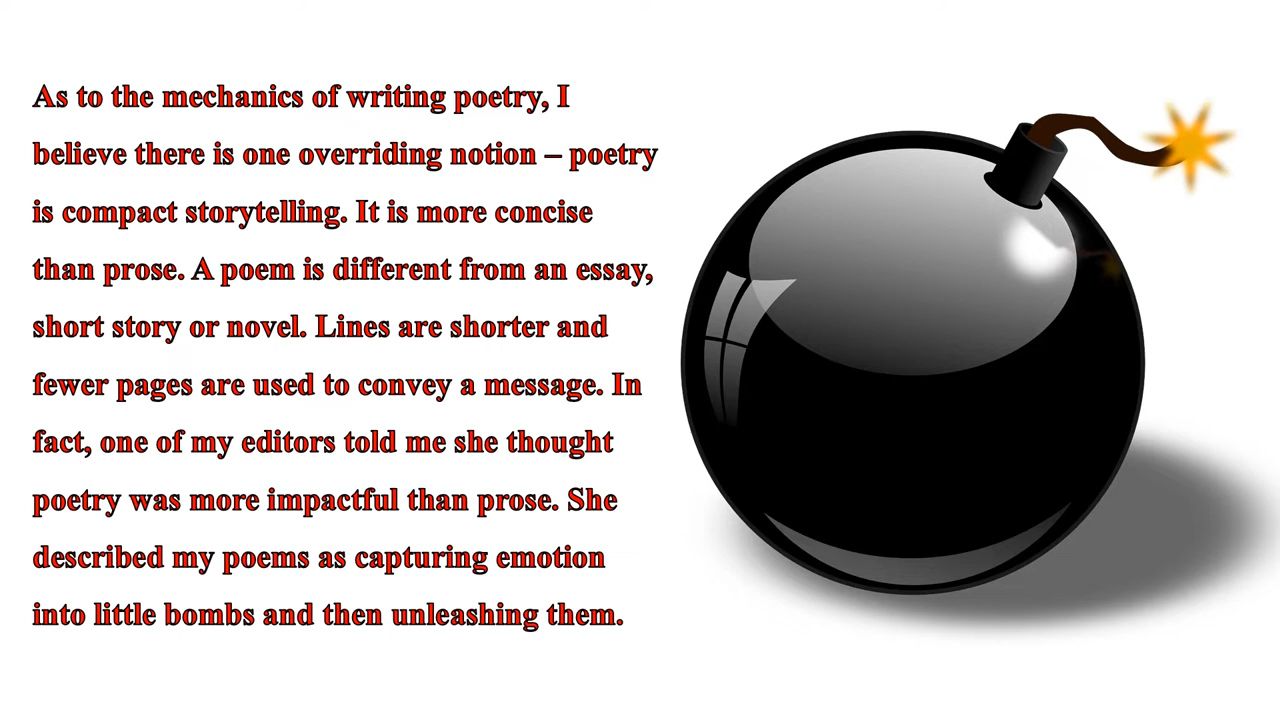 As to the mechanics of writing poetry, I
believe there is one overriding notion – poetry
is compact storytelling. It is more concise
than prose. A poem is different from an essay,
short story or novel. Lines are shorter and
fewer pages are used to convey a message. In
fact, one of my editors told me she thought
poetry was more impactful than prose. She
described my poems as capturing emotion
into little bombs and then unleashing them.